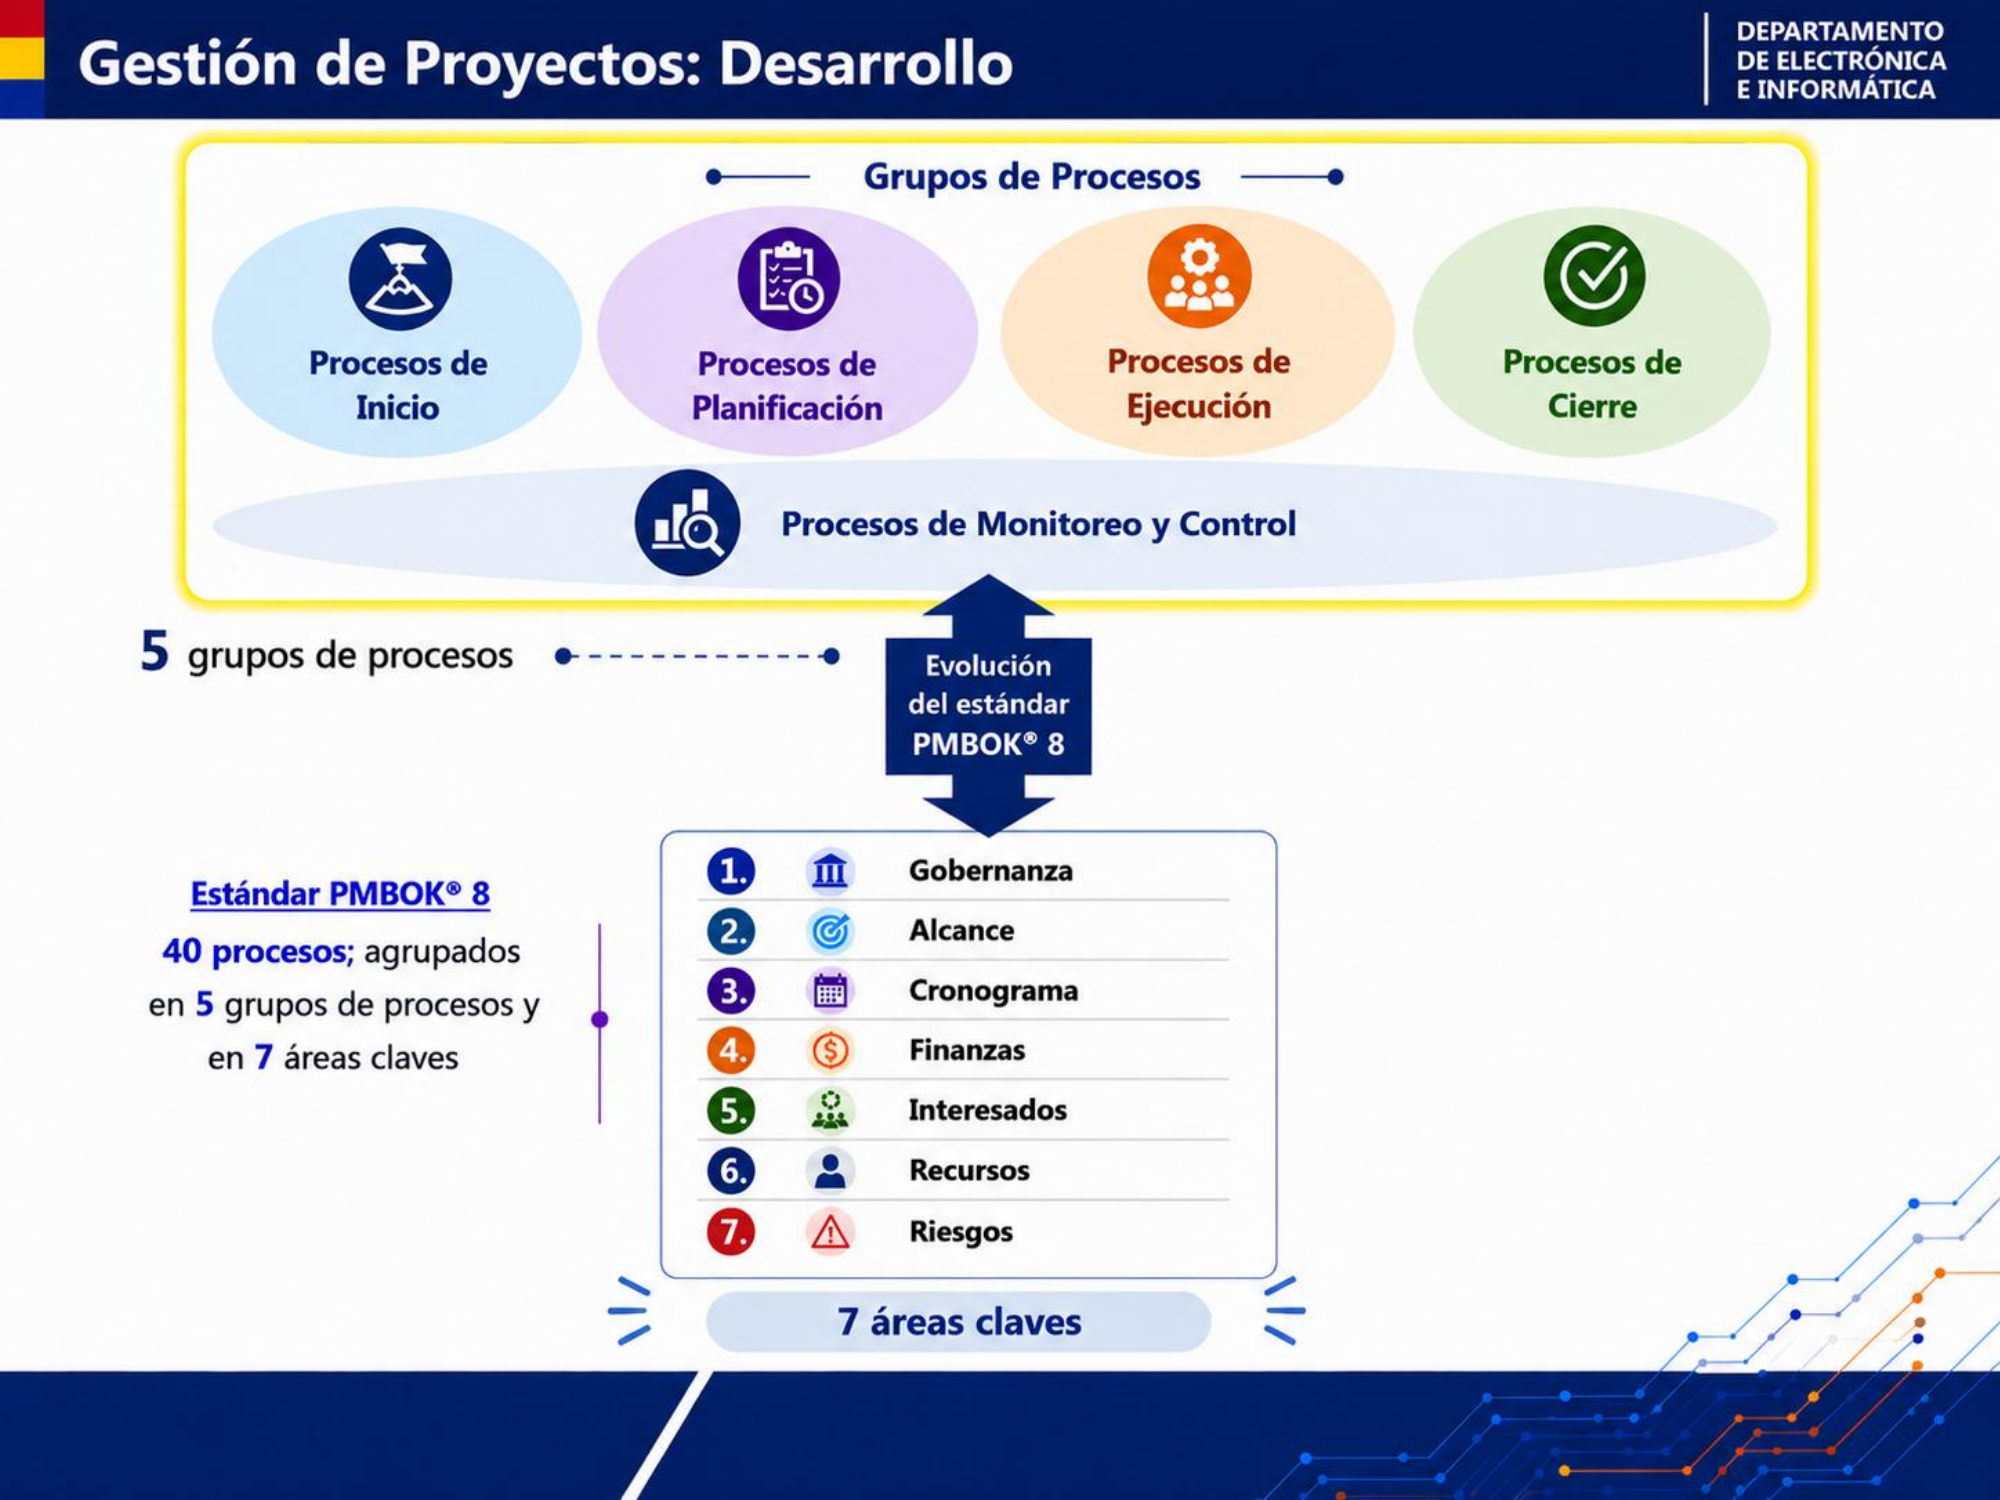 Gestión de Proyectos: Desarrollo
DEPARTAMENTO
DE ELECTRÓNICA
E INFORMÁTICA
Grupos de Procesos
Procesos de
Inicio
Procesos de
Planificación
Procesos de
Ejecución
Procesos de
Cierre
Procesos de Monitoreo y Control
5 grupos de procesos
Evolución
del estándar
PMBOK® 8
Estándar PMBOK® 8
40 procesos; agrupados
en 5 grupos de procesos y
en 7 áreas claves
1. Gobernanza
2. Alcance
3. Cronograma
4. Finanzas
5. Interesados
6. Recursos
7. Riesgos
7 áreas claves